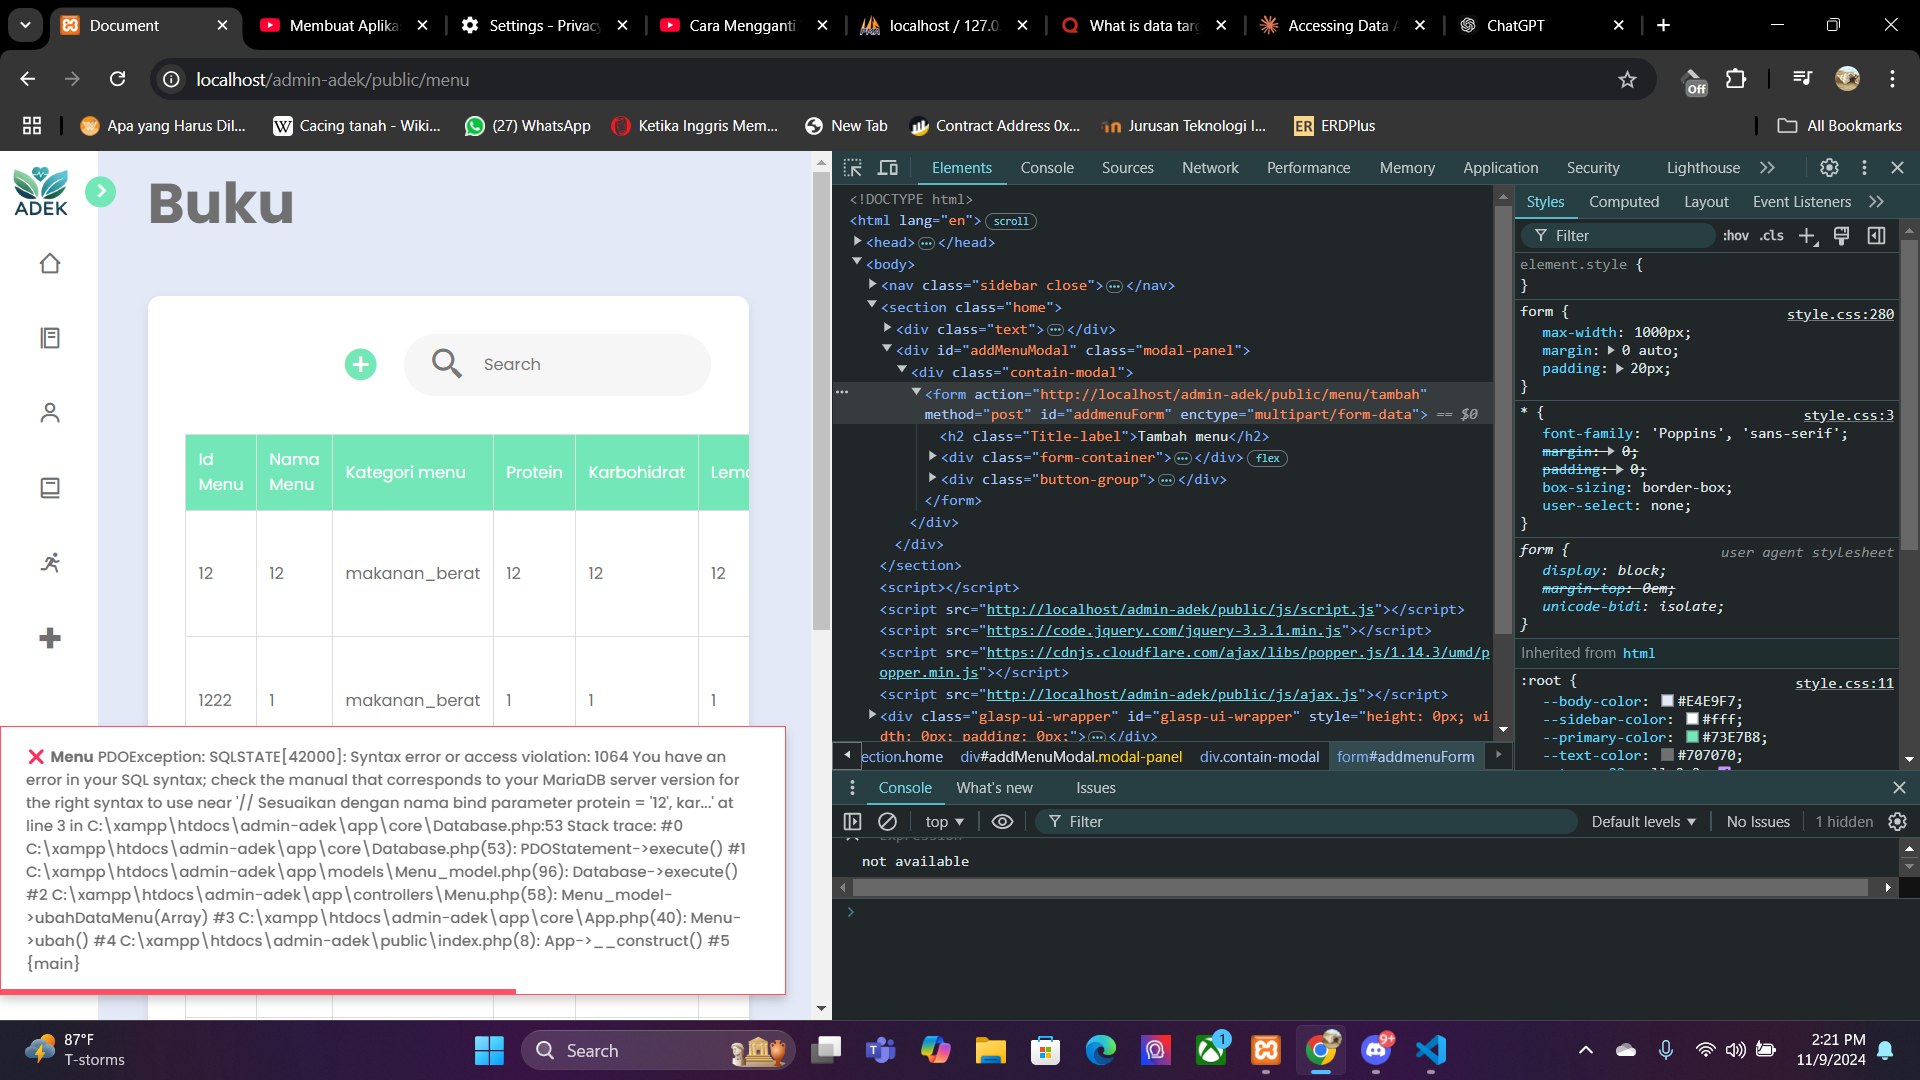 Document
Membuat Aplika
Settings - Privacy
Cara Mengganti
localhost / 127.0.
What is data targ
Accessing Data A
ChatGPT
localhost/admin-adek/public/menu
Off
Apa yang Harus Dil...
Cacing tanah - Wiki...
(27) WhatsApp
Ketika Inggris Mem...
New Tab
Contract Address 0x...
Jurusan Teknologi I...
ER ERDPlus
All Bookmarks
ADEK
Buku
Search
Id Menu
Nama Menu
Kategori menu
Protein
Karbohidrat
Lema
12 12 makanan_berat 12 12 12
1222 1 makanan_berat 1 1 1
❌ Menu PDOException: SQLSTATE[42000]: Syntax error or access violation: 1064 You have an
error in your SQL syntax; check the manual that corresponds to your MariaDB server version for
the right syntax to use near '// Sesuaikan dengan nama bind parameter protein = '12', kar...' at
line 3 in C:\xampp\htdocs\admin-adek\app\core\Database.php:53 Stack trace: #0
C:\xampp\htdocs\admin-adek\app\core\Database.php(53): PDOStatement->execute() #1
C:\xampp\htdocs\admin-adek\app\models\Menu_model.php(96): Database->execute()
#2 C:\xampp\htdocs\admin-adek\app\controllers\Menu.php(58): Menu_model-
>ubahDataMenu(Array) #3 C:\xampp\htdocs\admin-adek\app\core\App.php(40): Menu-
>ubah() #4 C:\xampp\htdocs\admin-adek\public\index.php(8): App->__construct() #5
{main}
Elements Console Sources Network Performance Memory Application Security Lighthouse
<!DOCTYPE html>
<html lang="en"> scroll
<head> ⋯ </head>
<body>
<nav class="sidebar close"> ⋯ </nav>
<section class="home">
<div class="text"> ⋯ </div>
<div id="addMenuModal" class="modal-panel">
<div class="contain-modal">
<form action="http://localhost/admin-adek/public/menu/tambah"
method="post" id="addmenuForm" enctype="multipart/form-data"> == $0
<h2 class="Title-label">Tambah menu</h2>
<div class="form-container"> ⋯ </div> flex
<div class="button-group"> ⋯ </div>
</form>
</div>
</div>
</section>
<script></script>
<script src="http://localhost/admin-adek/public/js/script.js"></script>
<script src="https://code.jquery.com/jquery-3.3.1.min.js"></script>
<script src="https://cdnjs.cloudflare.com/ajax/libs/popper.js/1.14.3/umd/p
opper.min.js"></script>
<script src="http://localhost/admin-adek/public/js/ajax.js"></script>
<div class="glasp-ui-wrapper" id="glasp-ui-wrapper" style="height: 0px; wi
dth: 0px; padding: 0px;"> ⋯ </div>
ection.home div#addMenuModal.modal-panel div.contain-modal form#addmenuForm
Styles Computed Layout Event Listeners
Filter :hov .cls
element.style {
}
form { style.css:280
max-width: 1000px;
margin: 0 auto;
padding: 20px;
}
* { style.css:3
font-family: 'Poppins', 'sans-serif';
margin: 0;
padding: 0;
box-sizing: border-box;
user-select: none;
}
form { user agent stylesheet
display: block;
margin-top: 0em;
unicode-bidi: isolate;
}
Inherited from html
:root { style.css:11
--body-color: #E4E9F7;
--sidebar-color: #fff;
--primary-color: #73E7B8;
--text-color: #707070;
Console What's new Issues
top Filter Default levels No Issues 1 hidden
not available
87°F
T-storms
Search
1
9+
2:21 PM
11/9/2024